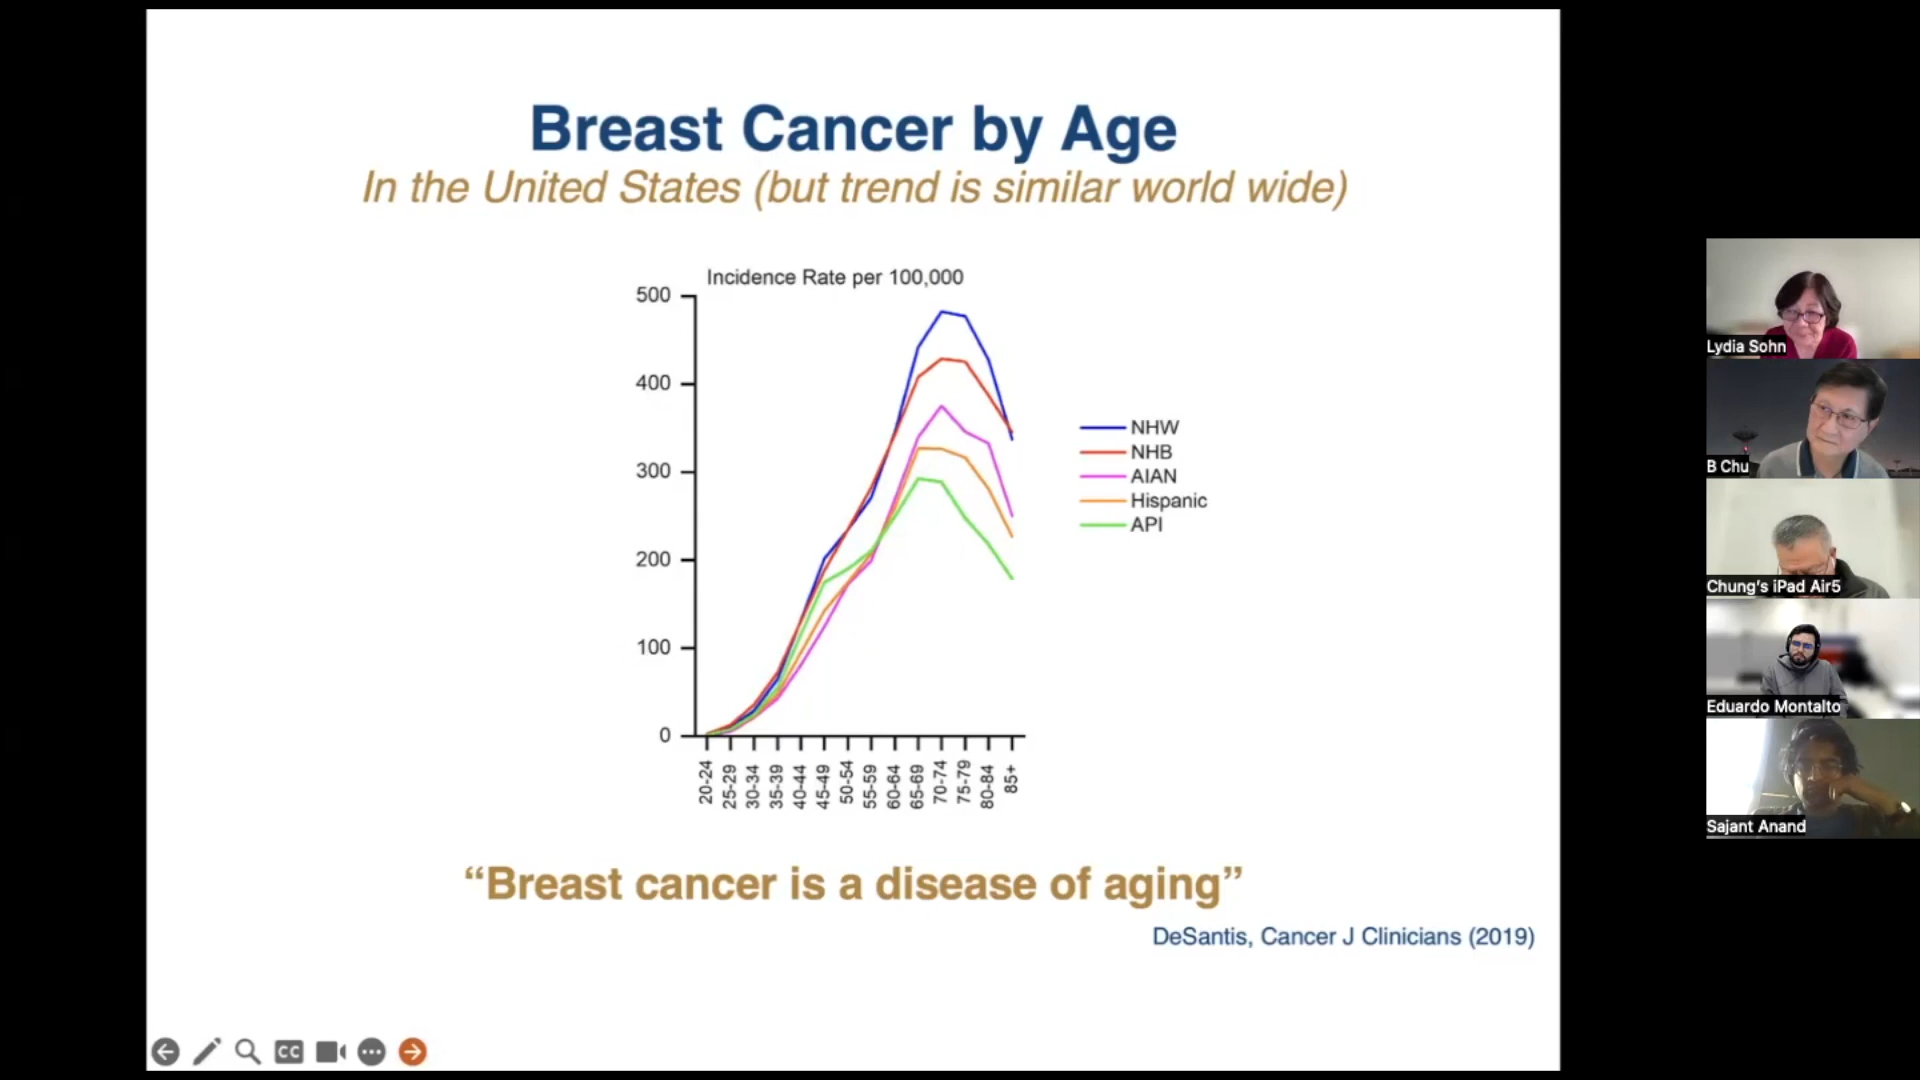 Breast Cancer by Age
In the United States (but trend is similar world wide)
Incidence Rate per 100,000
500
400
300
200
100
0
20-24
25-29
30-34
35-39
40-44
45-49
50-54
55-59
60-64
65-69
70-74
75-79
80-84
85+
NHW
NHB
AIAN
Hispanic
API
“Breast cancer is a disease of aging”
DeSantis, Cancer J Clinicians (2019)
CC
Lydia Sohn
B Chu
Chung's iPad Air5
Eduardo Montalto
Sajant Anand